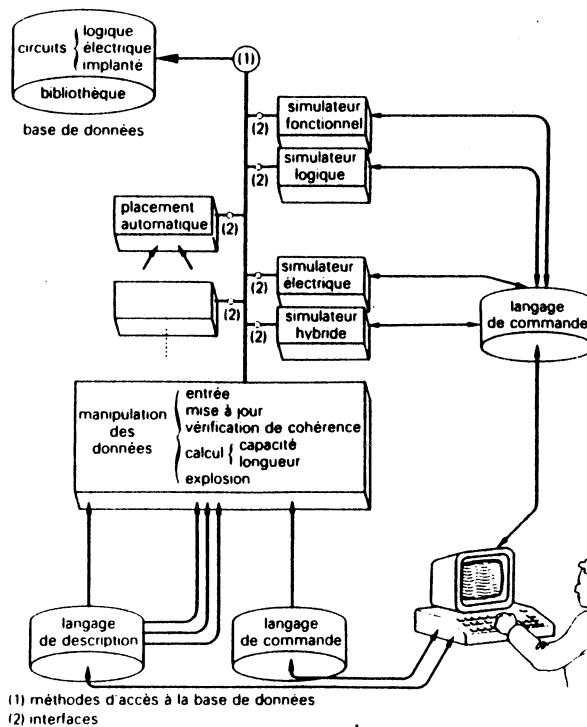 circuits { logique
électrique
implanté
bibliothèque
base de données
(1)
simulateur
fonctionnel
(2)
simulateur
logique
(2)
placement
automatique
(2)
simulateur
électrique
(2)
(2)
simulateur
hybride
(2)
langage
de commande
manipulation
des
données
entrée
mise à jour
vérification de cohérence
calcul { capacité
longueur
explosion
langage
de description
langage
de commande
(1) méthodes d'accès à la base de données
(2) interfaces